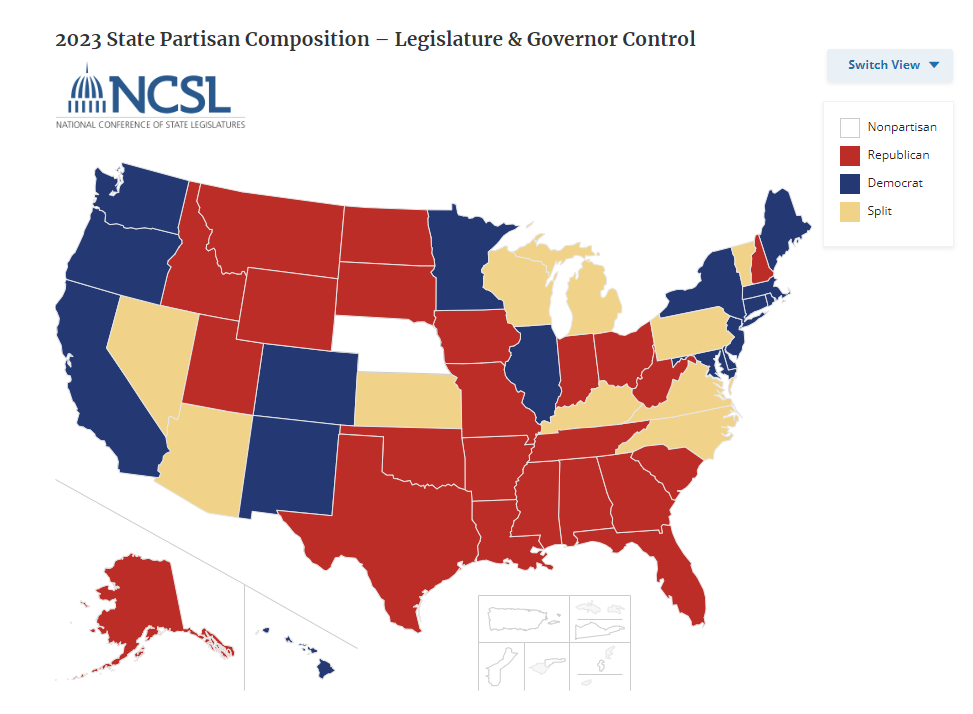 2023 State Partisan Composition – Legislature & Governor Control
Switch View
NCSL
NATIONAL CONFERENCE OF STATE LEGISLATURES
Nonpartisan
Republican
Democrat
Split